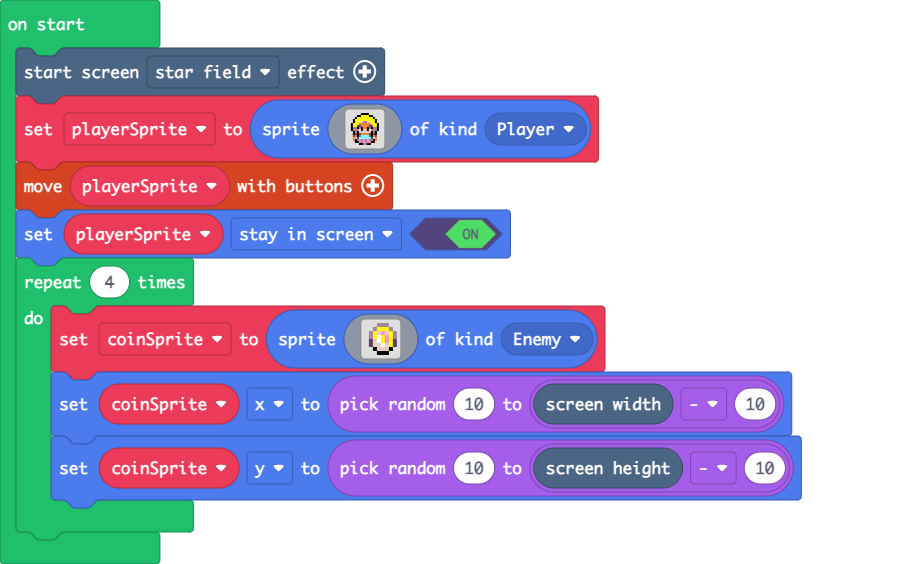 on start
start screen star field effect
set playerSprite to sprite of kind Player
move playerSprite with buttons
set playerSprite stay in screen ON
repeat 4 times
do
set coinSprite to sprite of kind Enemy
set coinSprite x to pick random 10 to screen width - 10
set coinSprite y to pick random 10 to screen height - 10